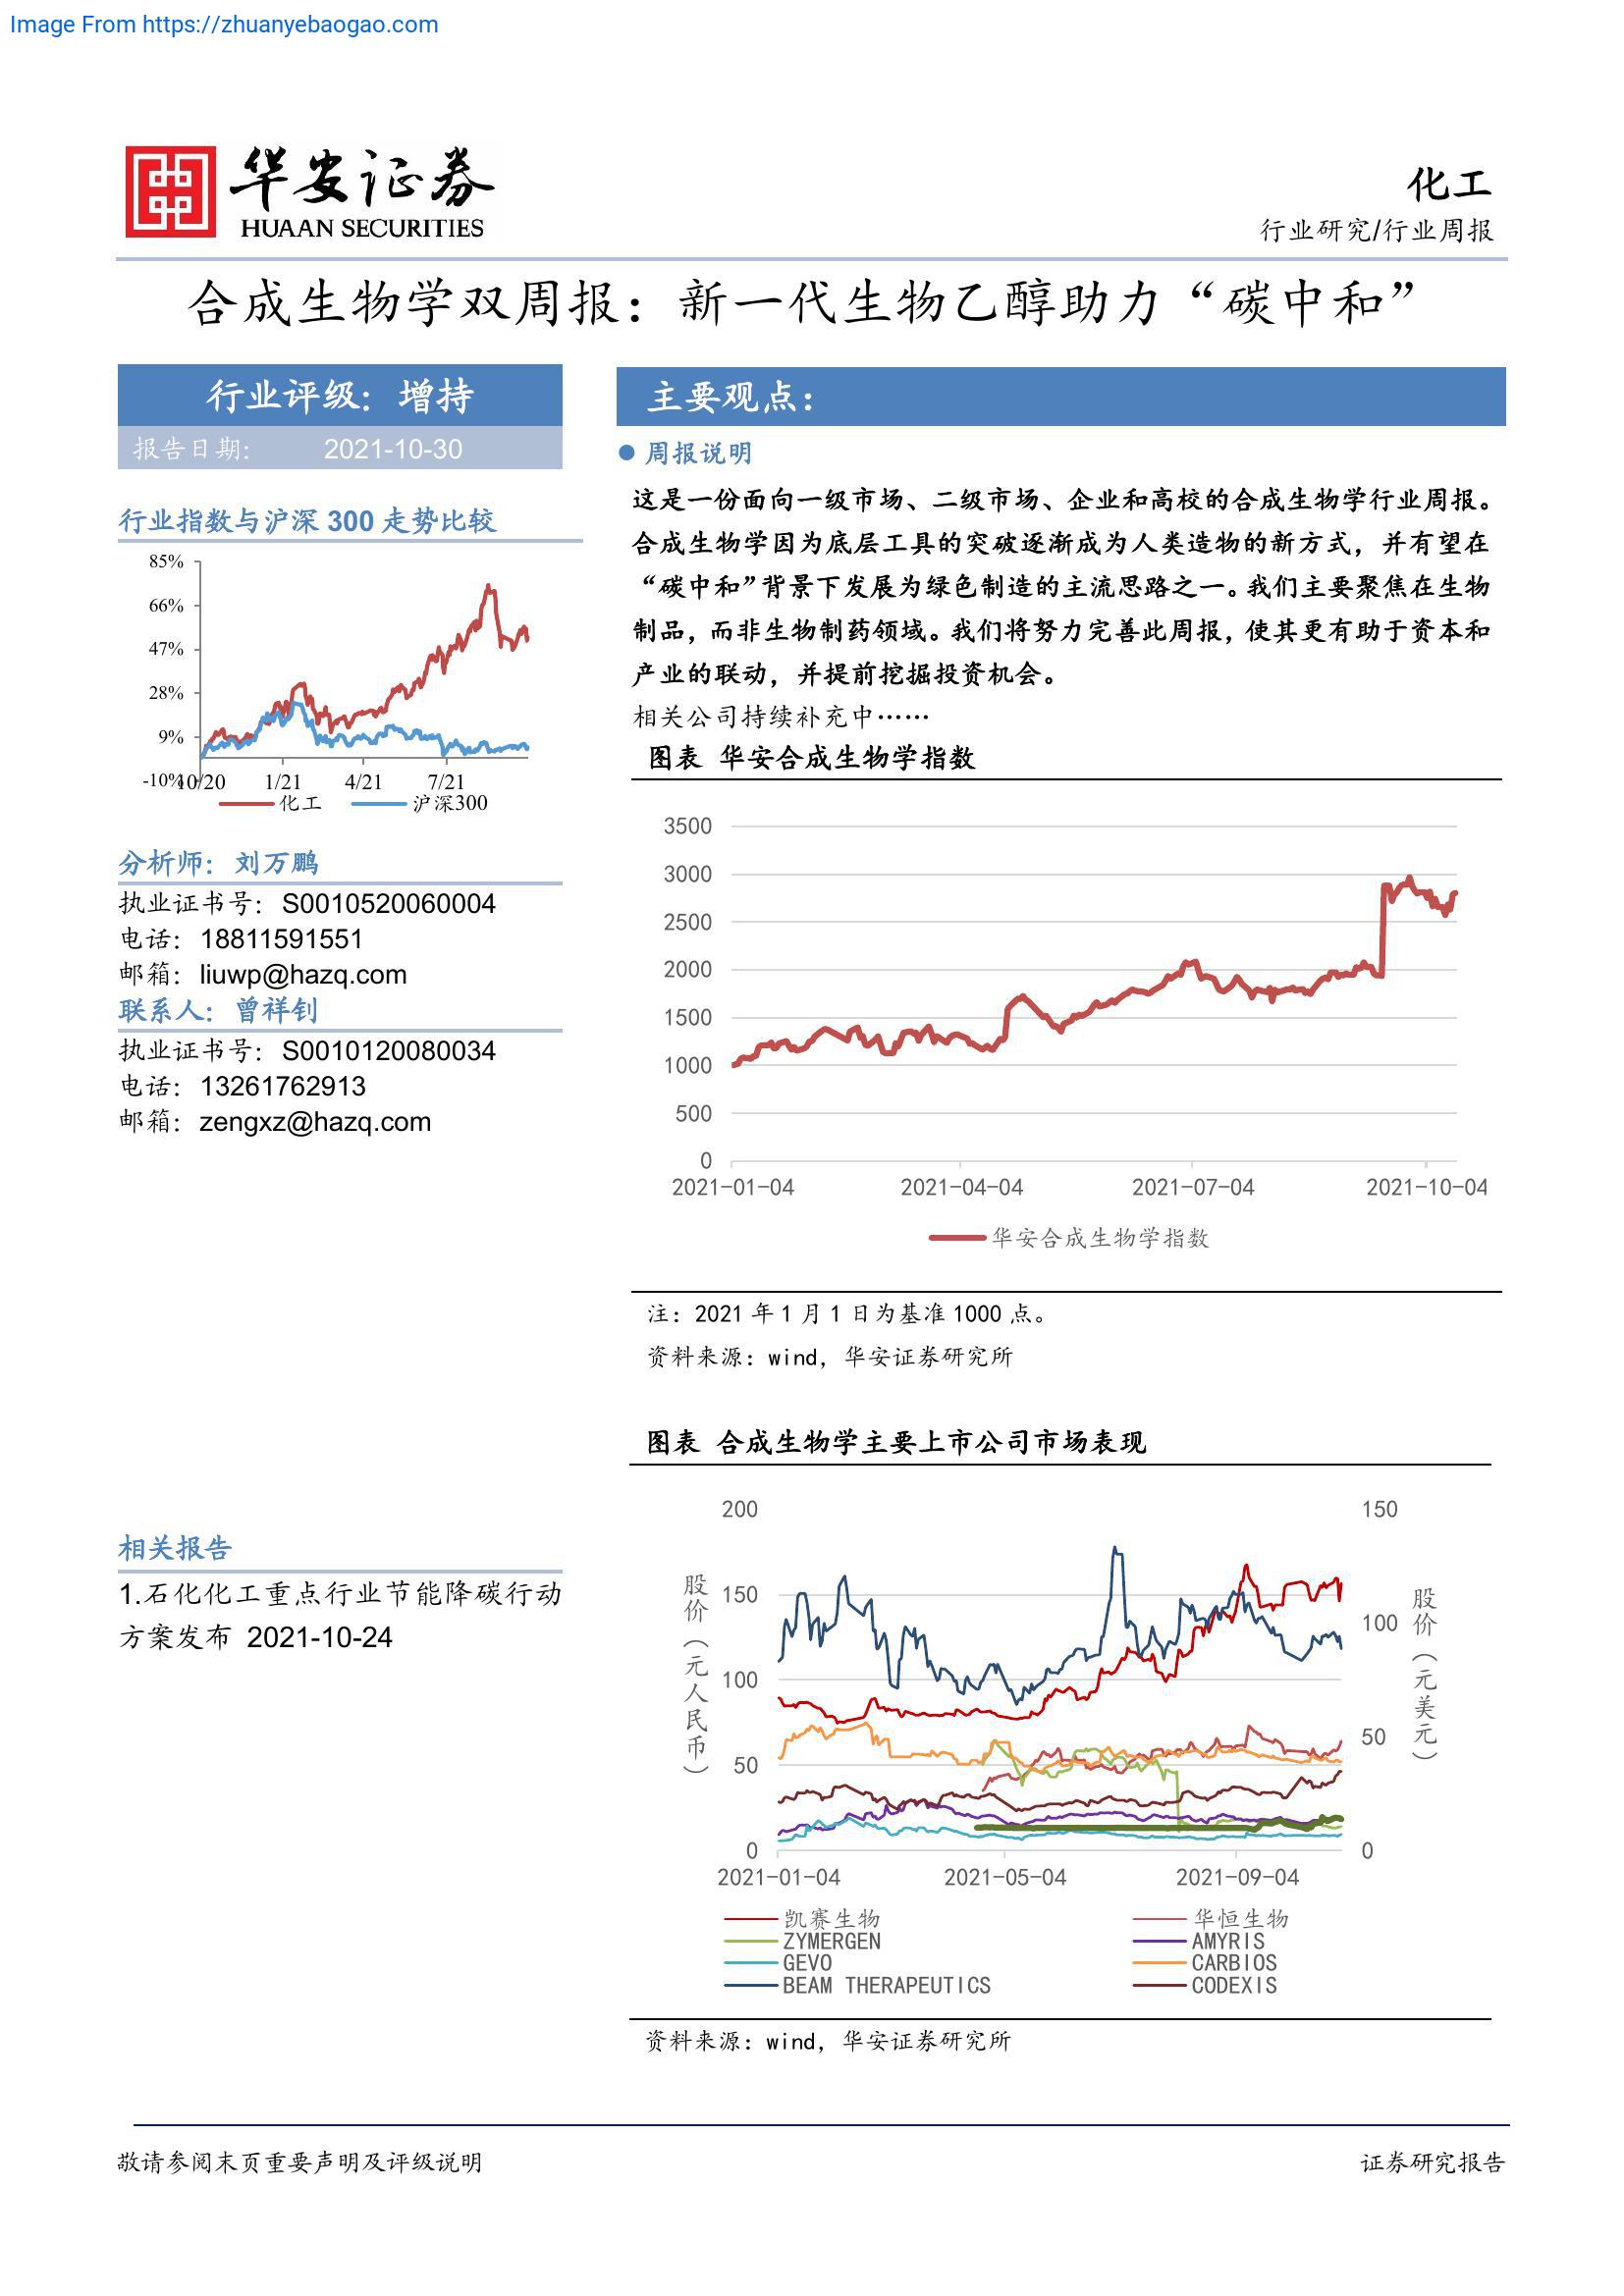 Image From https://zhuanyebaogao.com
华安证券
HUAAN SECURITIES
化工
行业研究/行业周报
合成生物学双周报：新一代生物乙醇助力“碳中和”
行业评级：增持
报告日期： 2021-10-30
行业指数与沪深 300 走势比较
85%
66%
47%
28%
9%
-10%
10/20 1/21 4/21 7/21
化工 沪深300
分析师：刘万鹏
执业证书号：S0010520060004
电话：18811591551
邮箱：liuwp@hazq.com
联系人：曾祥钊
执业证书号：S0010120080034
电话：13261762913
邮箱：zengxz@hazq.com
相关报告
1.石化化工重点行业节能降碳行动
方案发布 2021-10-24
主要观点：
周报说明
这是一份面向一级市场、二级市场、企业和高校的合成生物学行业周报。
合成生物学因为底层工具的突破逐渐成为人类造物的新方式，并有望在
“碳中和”背景下发展为绿色制造的主流思路之一。我们主要聚焦在生物
制品，而非生物制药领域。我们将努力完善此周报，使其更有助于资本和
产业的联动，并提前挖掘投资机会。
相关公司持续补充中……
图表 华安合成生物学指数
3500
3000
2500
2000
1500
1000
500
0
2021-01-04 2021-04-04 2021-07-04 2021-10-04
华安合成生物学指数
注：2021 年 1 月 1 日为基准 1000 点。
资料来源：wind，华安证券研究所
图表 合成生物学主要上市公司市场表现
200
150
100
50
0
股价（元人民币）
150
100
50
0
股价（元美元）
2021-01-04 2021-05-04 2021-09-04
凯赛生物 华恒生物
ZYMERGEN AMYRIS
GEVO CARBIOS
BEAM THERAPEUTICS CODEXIS
资料来源：wind，华安证券研究所
敬请参阅末页重要声明及评级说明
证券研究报告